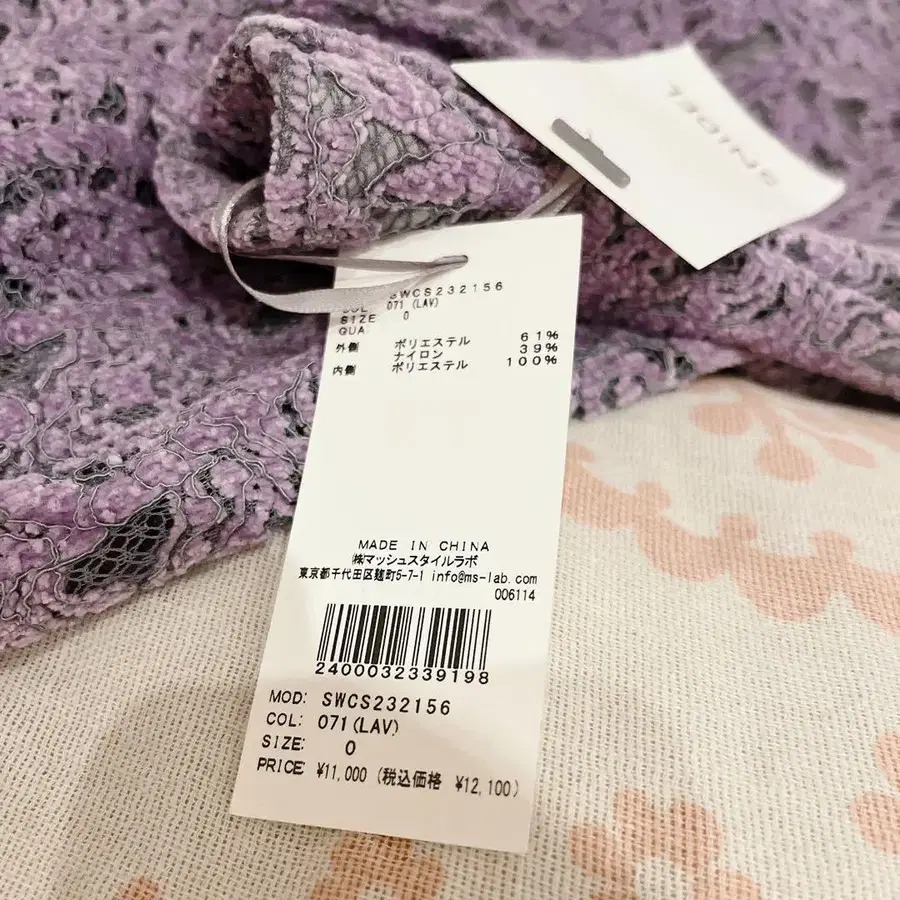 SNIDEL
SWCS232156
COL: 071 (LAV)
SIZE: 0
QUA:
外側 ポリエステル 61%
ナイロン 39%
内側 ポリエステル 100%
MADE IN CHINA
㈱マッシュスタイルラボ
東京都千代田区麹町5-7-1 info@ms-lab.com
006114
2400032339198
MOD: SWCS232156
COL: 071(LAV)
SIZE: 0
PRICE: ¥11,000 (税込価格 ¥12,100)